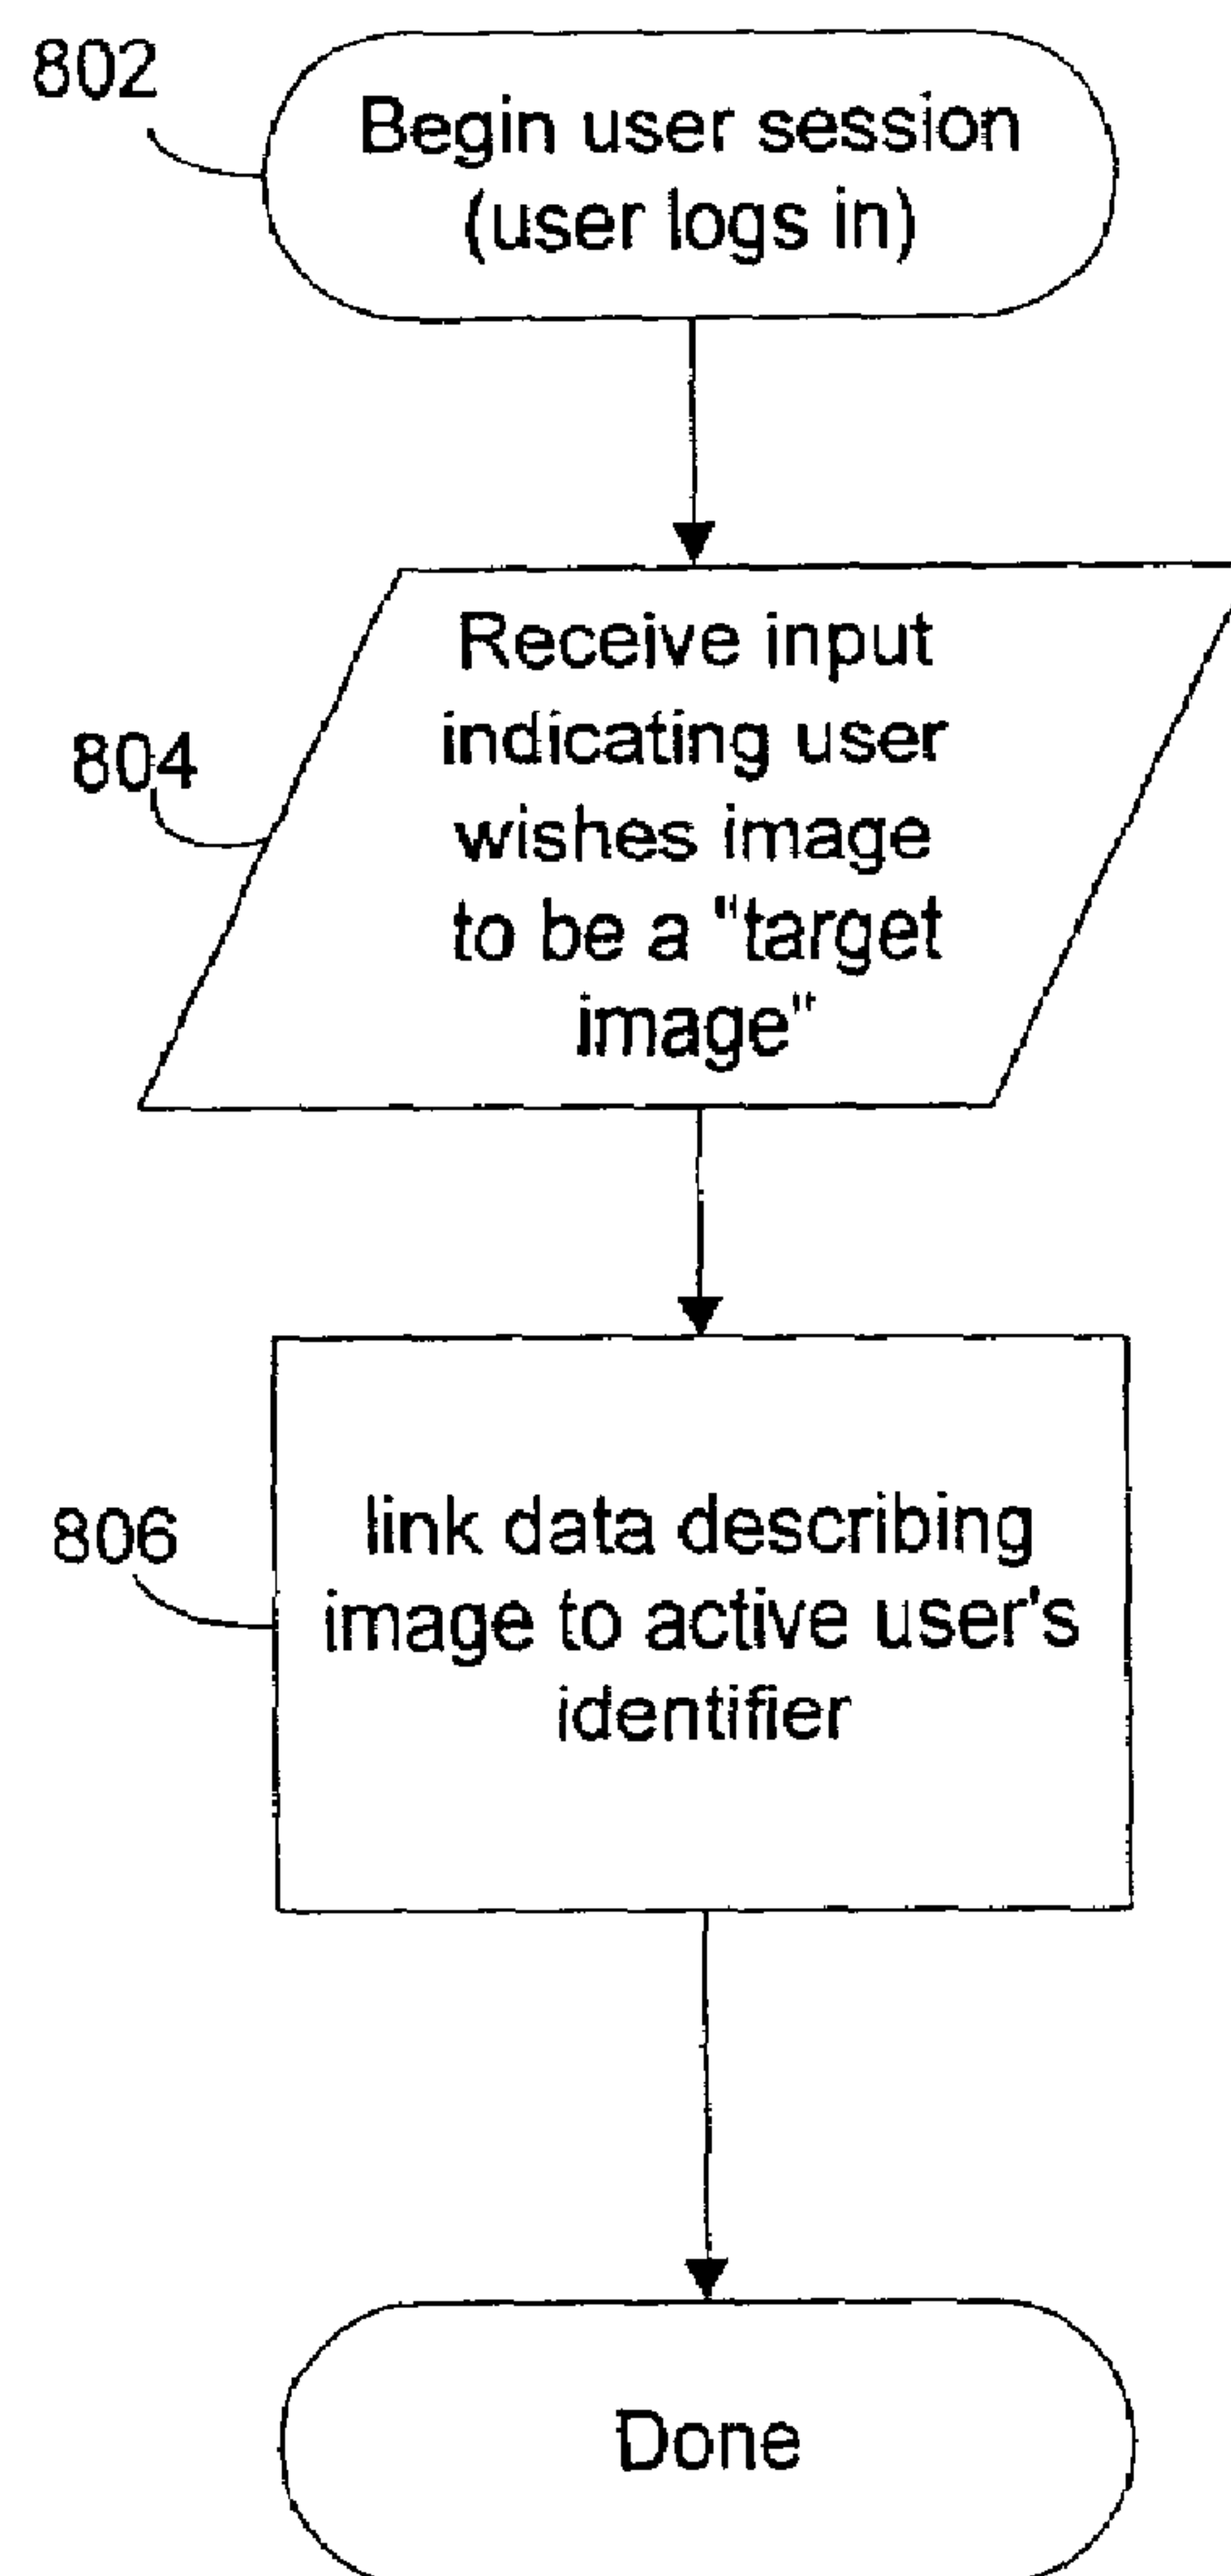 802
Begin user session
(user logs in)
804
Receive input
indicating user
wishes image
to be a "target
image"
806
link data describing
image to active user's
identifier
Done